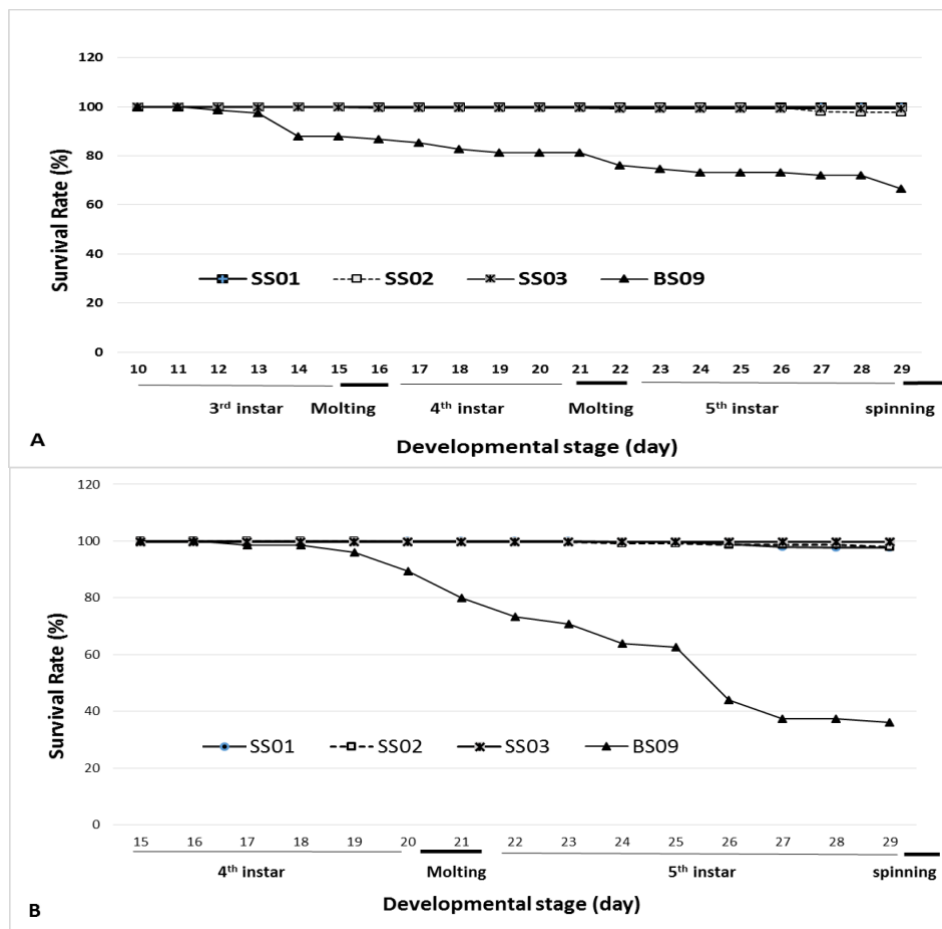 120
100
80
60
40
20
0
Survival Rate (%)
SS01 SS02 SS03 BS09
10 11 12 13 14 15 16 17 18 19 20 21 22 23 24 25 26 27 28 29
3rd instar Molting 4th instar Molting 5th instar spinning
A
Developmental stage (day)
120
100
80
60
40
20
0
Survival Rate (%)
SS01 SS02 SS03 BS09
15 16 17 18 19 20 21 22 23 24 25 26 27 28 29
4th instar Molting 5th instar spinning
Developmental stage (day)
B